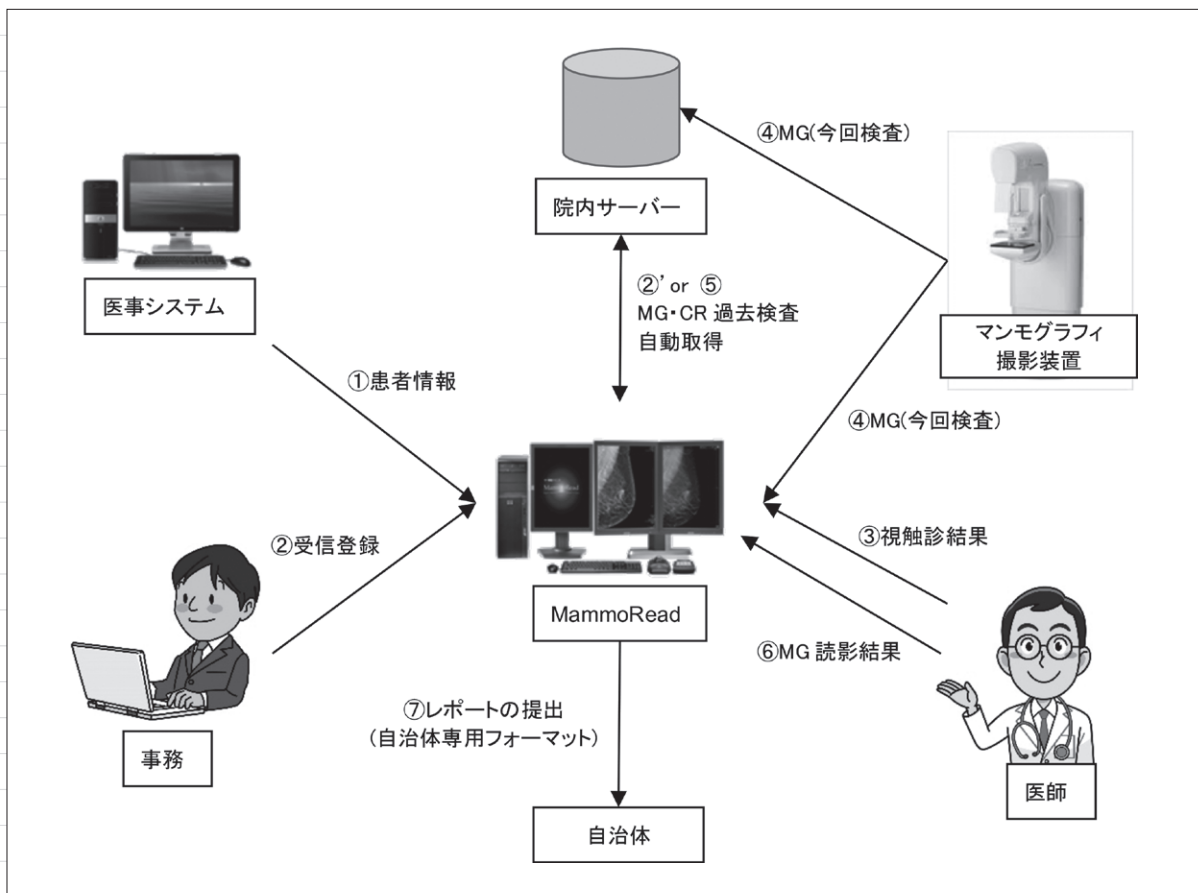 ④MG(今回検査)
院内サーバー
医事システム
②’ or ⑤
MG・CR 過去検査
自動取得
マンモグラフィ
撮影装置
①患者情報
④MG(今回検査)
②受信登録
③視触診結果
MammoRead
⑥MG 読影結果
⑦レポートの提出
(自治体専用フォーマット)
事務
医師
自治体